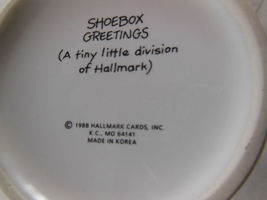 SHOEBOX
GREETINGS
(A tiny little division
of Hallmark)
© 1988 HALLMARK CARDS, INC.
K.C., MO 64141
MADE IN KOREA